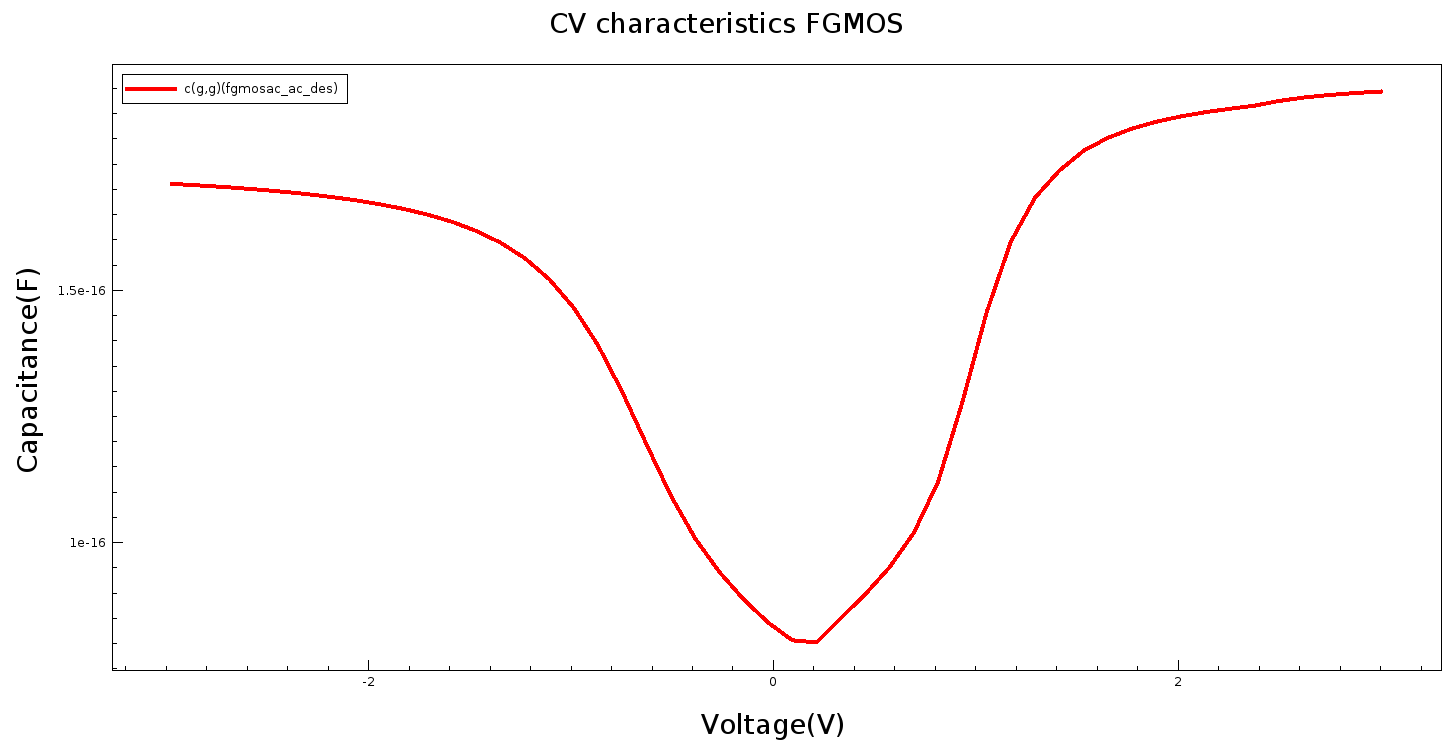 CV characteristics FGMOS
c(g,g)(fgmosac_ac_des)
Capacitance(F)
1.5e-16
1e-16
-2
0
2
Voltage(V)